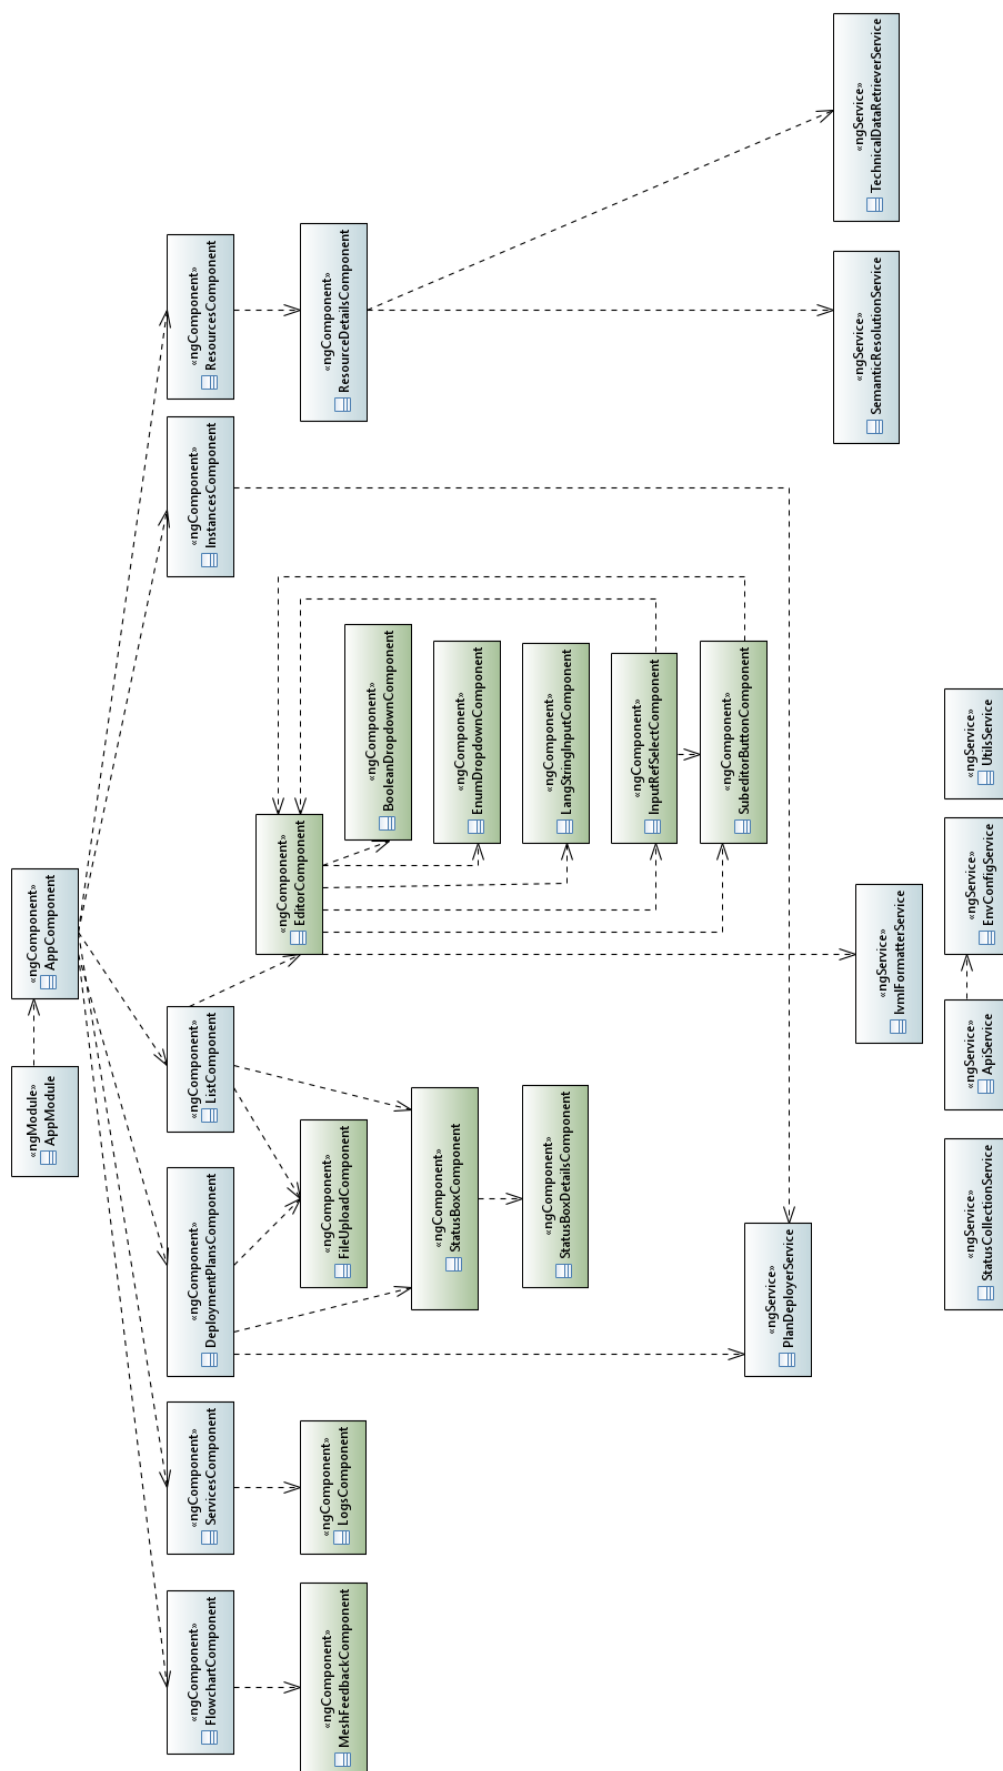 «ngModule»
AppModule
«ngComponent»
AppComponent
«ngComponent»
FlowchartComponent
«ngComponent»
ServicesComponent
«ngComponent»
DeploymentPlansComponent
«ngComponent»
ListComponent
«ngComponent»
InstancesComponent
«ngComponent»
ResourcesComponent
«ngComponent»
EditorComponent
«ngComponent»
MeshFeedbackComponent
«ngComponent»
LogsComponent
«ngComponent»
FileUploadComponent
«ngComponent»
ResourceDetailsComponent
«ngComponent»
BooleanDropdownComponent
«ngComponent»
StatusBoxComponent
«ngComponent»
EnumDropdownComponent
«ngComponent»
StatusBoxDetailsComponent
«ngComponent»
LangStringInputComponent
«ngComponent»
InputRefSelectComponent
«ngComponent»
SubeditorButtonComponent
«ngService»
PlanDeployerService
«ngService»
SemanticResolutionService
«ngService»
TechnicalDataRetrieverService
«ngService»
IvmlFormatterService
«ngService»
StatusCollectionService
«ngService»
ApiService
«ngService»
EnvConfigService
«ngService»
UtilsService